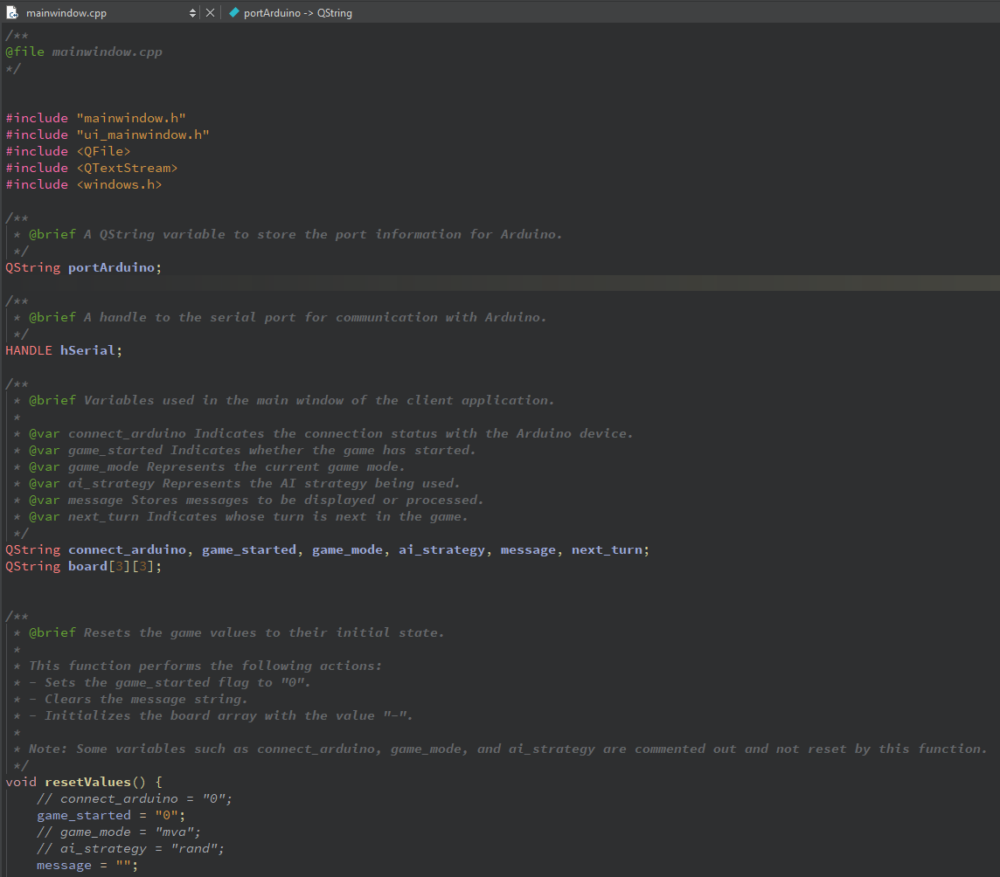 mainwindow.cpp portArduino -> QString
/**
@file mainwindow.cpp
*/
#include "mainwindow.h"
#include "ui_mainwindow.h"
#include <QFile>
#include <QTextStream>
#include <windows.h>
/**
* @brief A QString variable to store the port information for Arduino.
*/
QString portArduino;
/**
* @brief A handle to the serial port for communication with Arduino.
*/
HANDLE hSerial;
/**
* @brief Variables used in the main window of the client application.
*
* @var connect_arduino Indicates the connection status with the Arduino device.
* @var game_started Indicates whether the game has started.
* @var game_mode Represents the current game mode.
* @var ai_strategy Represents the AI strategy being used.
* @var message Stores messages to be displayed or processed.
* @var next_turn Indicates whose turn is next in the game.
*/
QString connect_arduino, game_started, game_mode, ai_strategy, message, next_turn;
QString board[3][3];
/**
* @brief Resets the game values to their initial state.
*
* This function performs the following actions:
* - Sets the game_started flag to "0".
* - Clears the message string.
* - Initializes the board array with the value "-".
*
* Note: Some variables such as connect_arduino, game_mode, and ai_strategy are commented out and not reset by this function.
*/
void resetValues() {
// connect_arduino = "0";
game_started = "0";
// game_mode = "mva";
// ai_strategy = "rand";
message = "";